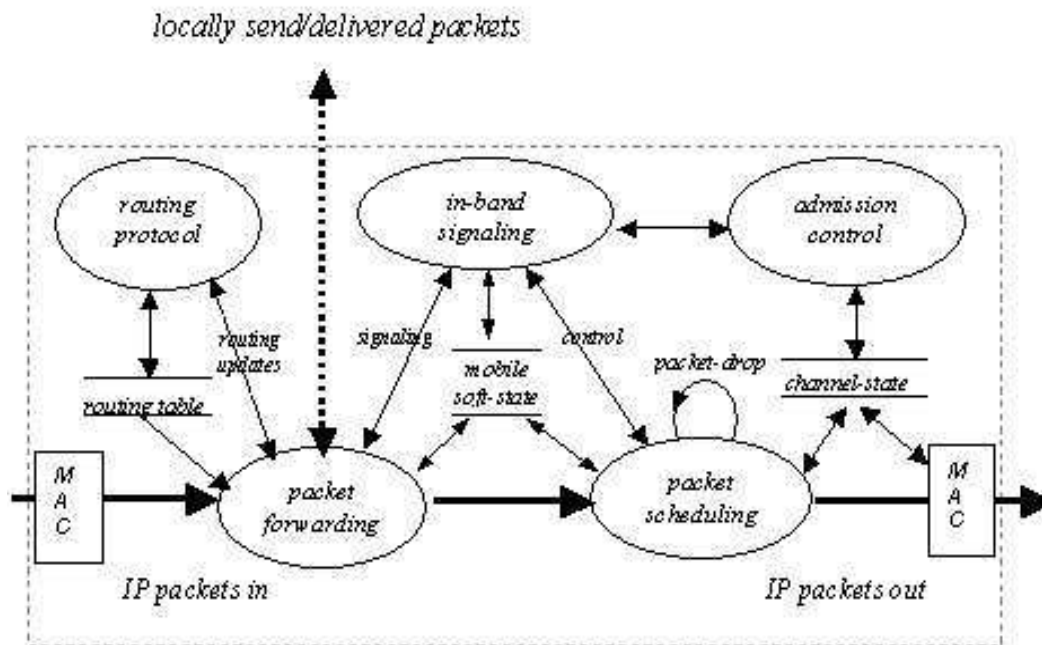 locally send/delivered packets
routing
protocol
in-band
signaling
admission
control
routing
updates
signaling
control
mobile
soft-state
packet-drop
channel-state
routing table
M
A
C
packet
forwarding
packet
scheduling
M
A
C
IP packets in
IP packets out